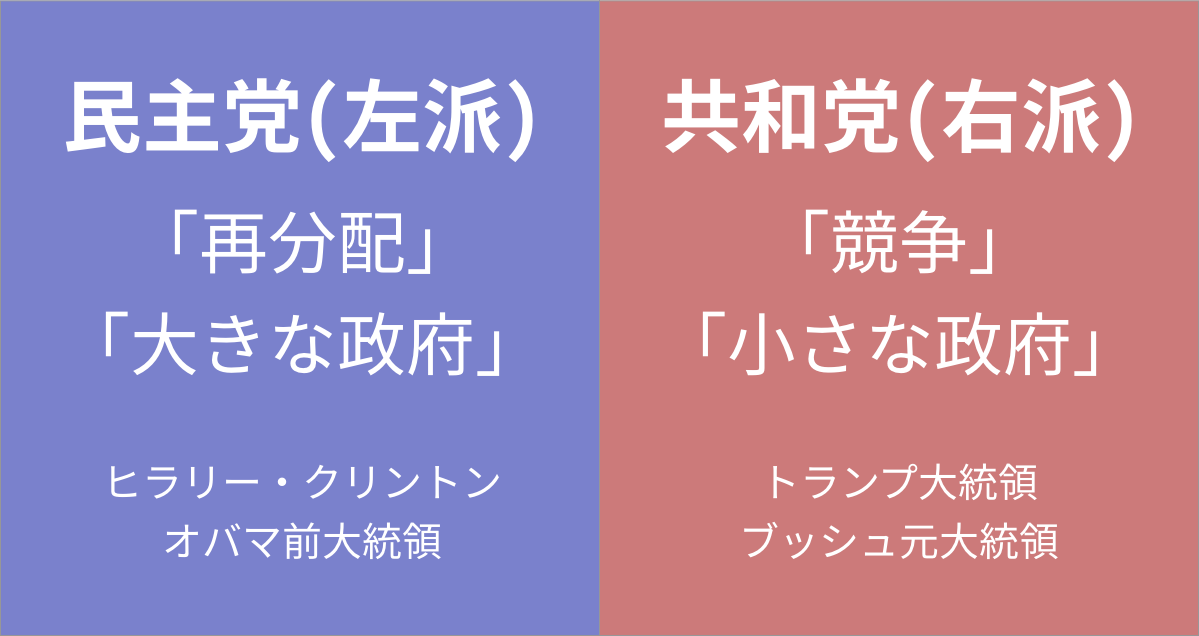 民主党(左派)
「再分配」
「大きな政府」
ヒラリー・クリントン
オバマ前大統領
共和党(右派)
「競争」
「小さな政府」
トランプ大統領
ブッシュ元大統領